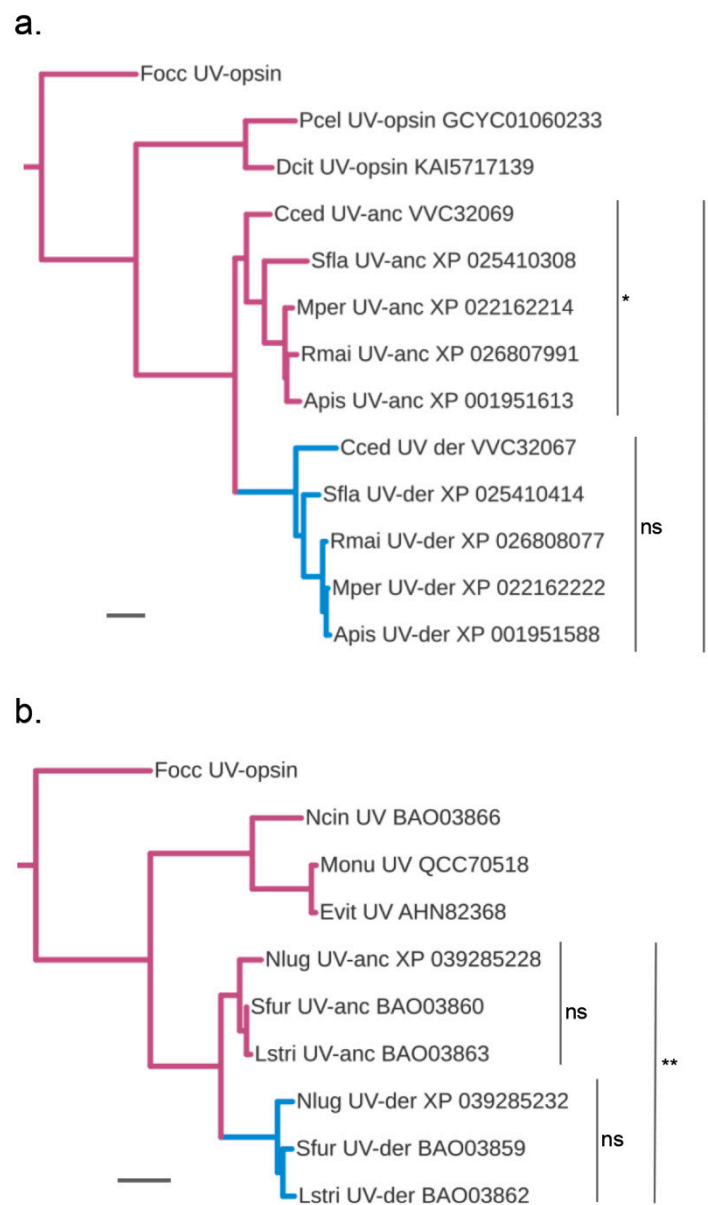 a.
Focc UV-opsin
Pcel UV-opsin GCYC01060233
Dcit UV-opsin KAI5717139
Cced UV-anc VVC32069
Sfla UV-anc XP 025410308
*
Mper UV-anc XP 022162214
Rmai UV-anc XP 026807991
Apis UV-anc XP 001951613
Cced UV der VVC32067
Sfla UV-der XP 025410414
ns
Rmai UV-der XP 026808077
Mper UV-der XP 022162222
Apis UV-der XP 001951588
b.
Focc UV-opsin
Ncin UV BAO03866
Monu UV QCC70518
Evit UV AHN82368
Nlug UV-anc XP 039285228
Sfur UV-anc BAO03860
ns
Lstri UV-anc BAO03863
**
Nlug UV-der XP 039285232
Sfur UV-der BAO03859
ns
Lstri UV-der BAO03862